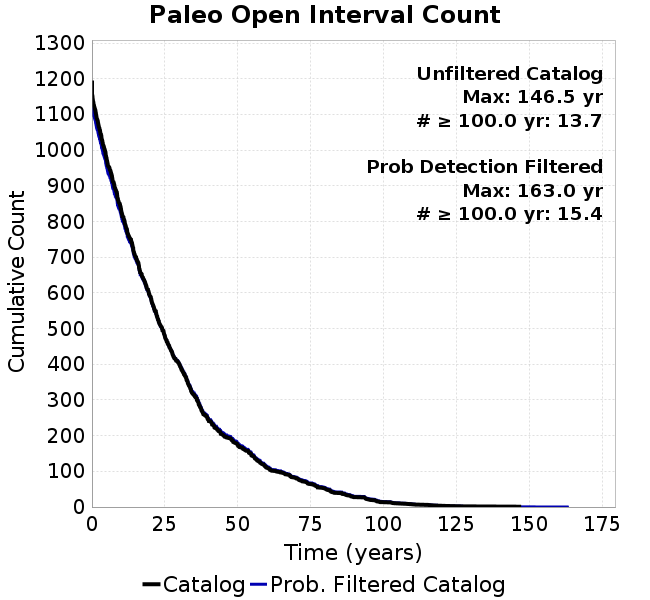 Paleo Open Interval Count
1300
1200
1100
1000
900
800
700
600
500
400
300
200
100
0
Cumulative Count
Unfiltered Catalog
Max: 146.5 yr
# ≥ 100.0 yr: 13.7
Prob Detection Filtered
Max: 163.0 yr
# ≥ 100.0 yr: 15.4
0 25 50 75 100 125 150 175
Time (years)
Catalog Prob. Filtered Catalog